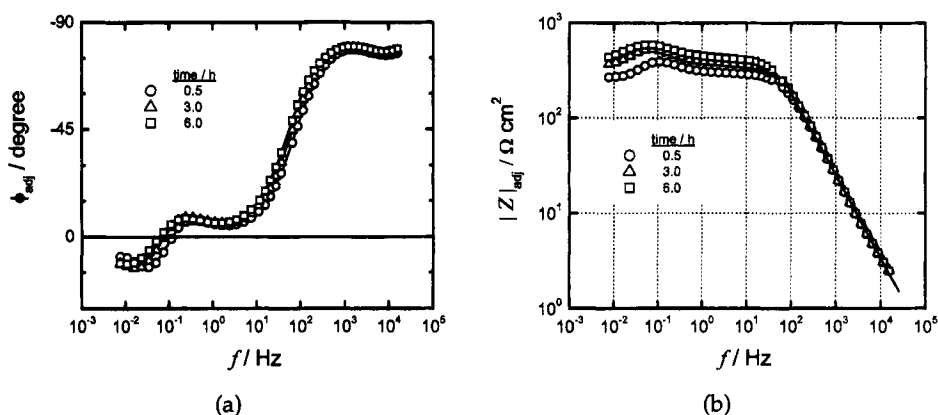 -90
-45
0
ϕadj / degree
time / h
0.5
3.0
6.0
10-3 10-2 10-1 100 101 102 103 104 105
f / Hz
(a)
103
102
101
100
| Z |adj / Ω cm2
time / h
0.5
3.0
6.0
10-3 10-2 10-1 100 101 102 103 104 105
f / Hz
(b)